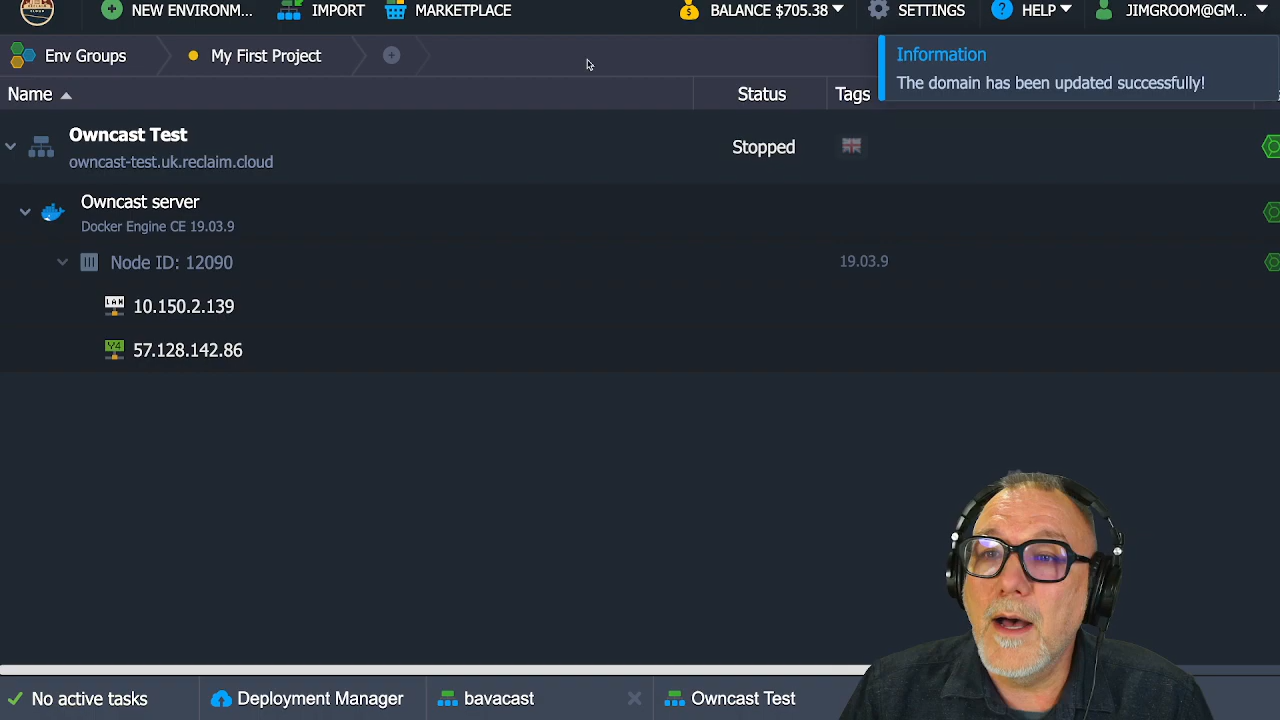 NEW ENVIRONM...
IMPORT
MARKETPLACE
BALANCE $705.38
SETTINGS
HELP
JIMGROOM@GM...
Env Groups
My First Project
Information
The domain has been updated successfully!
Name
Status
Tags
Owncast Test
owncast-test.uk.reclaim.cloud
Stopped
Owncast server
Docker Engine CE 19.03.9
Node ID: 12090
19.03.9
LAN
10.150.2.139
V4
57.128.142.86
No active tasks
Deployment Manager
bavacast
Owncast Test